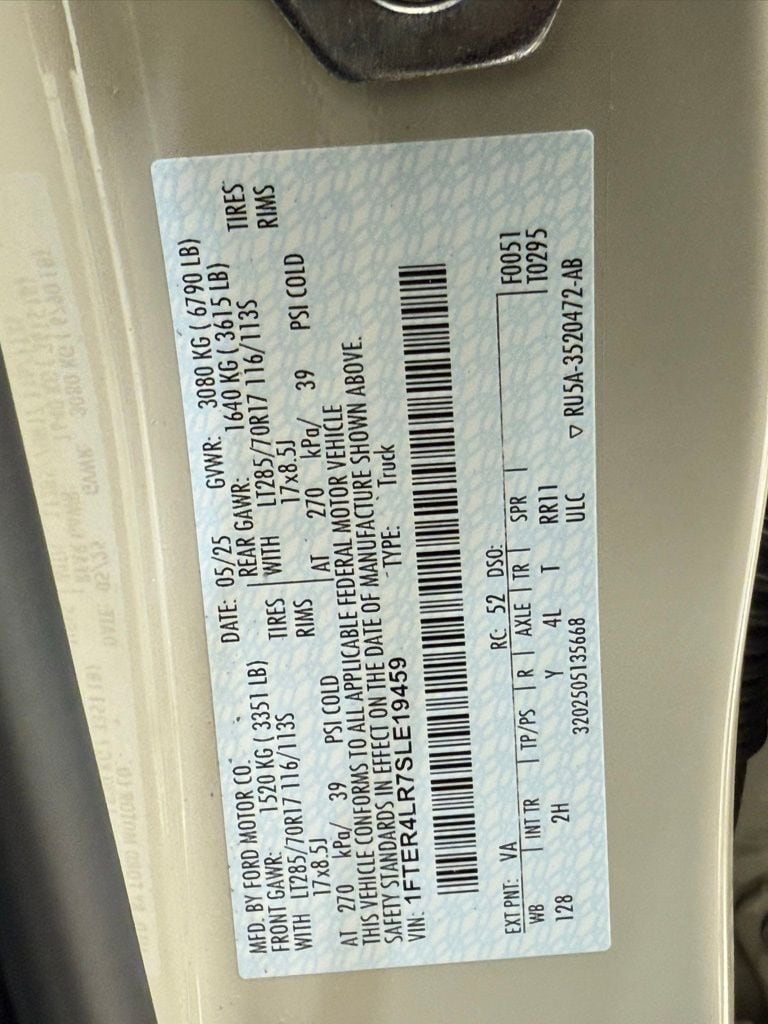 MFD. BY FORD MOTOR CO. DATE: 05/25 GVWR: 3080 KG ( 6790 LB)
FRONT GAWR: 1520 KG ( 3351 LB) REAR GAWR: 1640 KG ( 3615 LB)
WITH LT285/70R17 116/113S TIRES WITH LT285/70R17 116/113S TIRES
17x8.5J RIMS 17x8.5J RIMS
AT 270 kPa/ 39 PSI COLD AT 270 kPa/ 39 PSI COLD
THIS VEHICLE CONFORMS TO ALL APPLICABLE FEDERAL MOTOR VEHICLE
SAFETY STANDARDS IN EFFECT ON THE DATE OF MANUFACTURE SHOWN ABOVE.
VIN: 1FTER4LR7SLE19459 TYPE: Truck
EXT PNT: VA RC: 52 DSO: F0051
WB INT TR TP/PS R AXLE TR SPR T0295
128 2H Y 4L T RR11
ULC
3202505135668 ▽ RU5A-3520472-AB